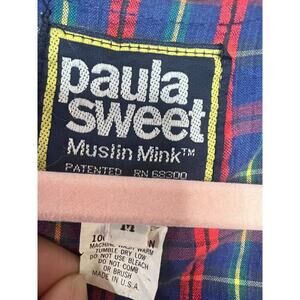 paula
sweet
Muslin Mink™
PATENTED RN 68300
M
MACHINE WASH WARM
TUMBLE DRY LOW
DO NOT USE BLEACH
DO NOT COMB
OR BRUSH
MADE IN U.S.A.